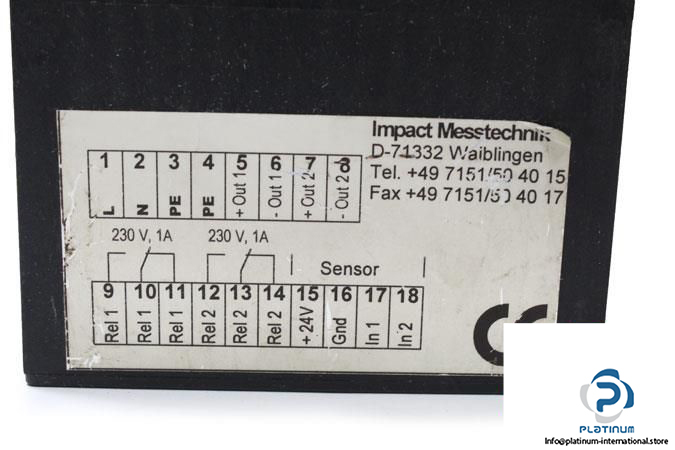 Impact Messtechnik
D-71332 Waiblingen
Tel. +49 7151/50 40 15
Fax +49 7151/50 40 17
1 2 3 4 5 6 7 8
L N PE PE + Out 1 - Out 1 + Out 2 - Out 2
230 V, 1A 230 V, 1A
Sensor
9 10 11 12 13 14 15 16 17 18
Rel 1 Rel 1 Rel 1 Rel 2 Rel 2 Rel 2 +24V Gnd In 1 In 2
PLATINUM
Info@platinum-international.store